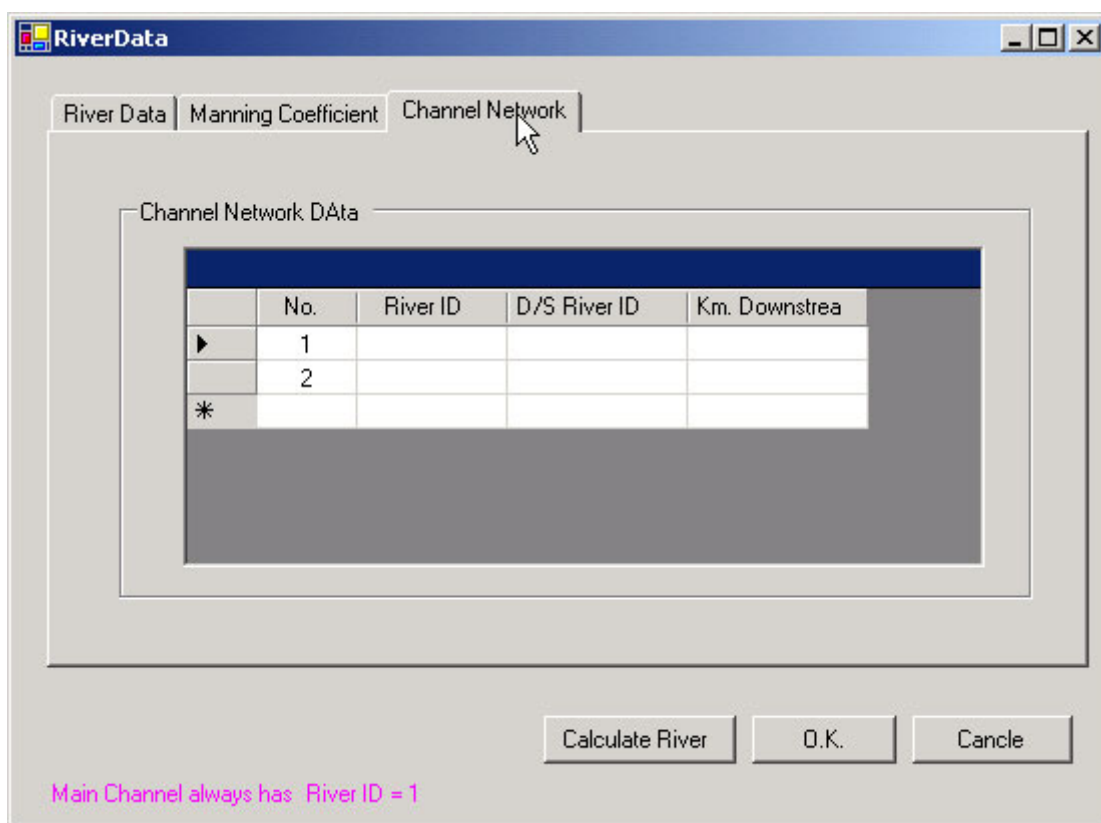 RiverData
River Data Manning Coefficient Channel Network
Channel Network DAta
No. River ID D/S River ID Km. Downstrea
1
2
Calculate River O.K. Cancle
Main Channel always has River ID = 1